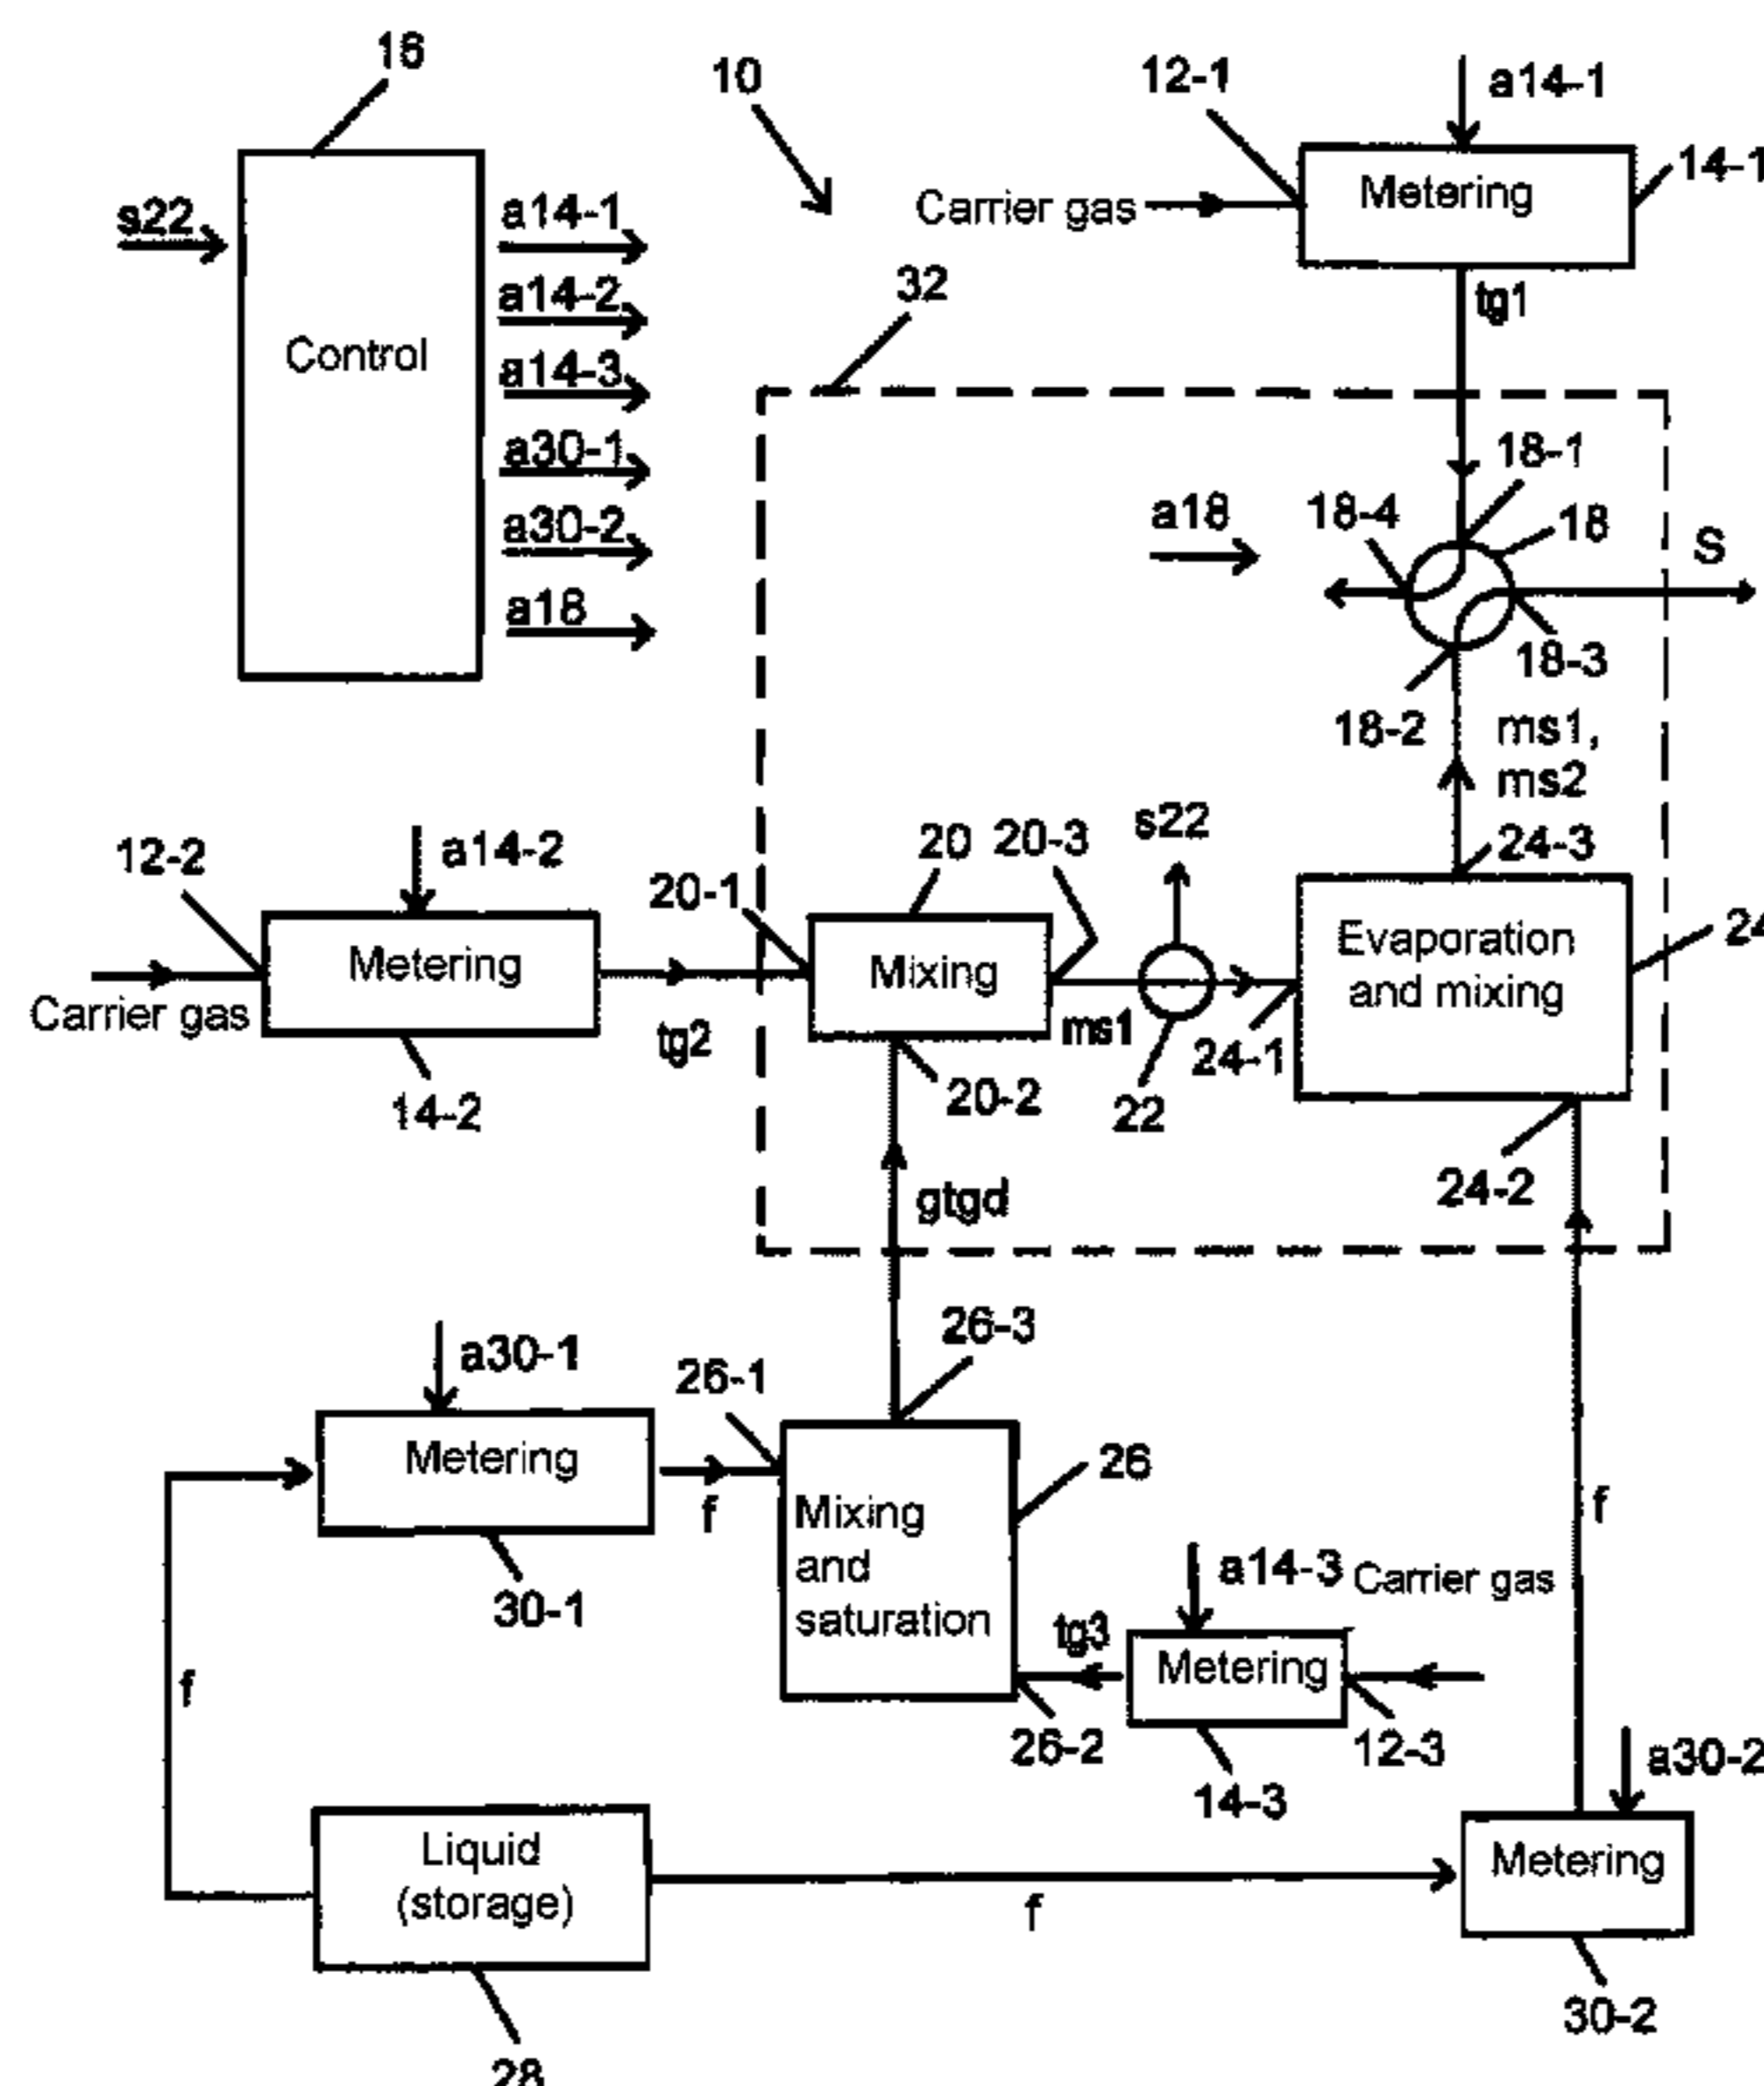 16
10
12-1
a14-1
Metering
14-1
Carrier gas
s22
a14-1
a14-2
a14-3
a30-1
a30-2
a18
Control
32
tg1
18-1
a18
18-4
18
S
18-3
18-2
ms1,
ms2
12-2
a14-2
20-1
20
20-3
s22
24-3
Metering
Mixing
Evaporation
and mixing
24
Carrier gas
tg2
ms1
24-1
14-2
20-2
22
24-2
gtgd
a30-1
26-1
26-3
Metering
f
26
Mixing
and
saturation
f
30-1
a14-3
Carrier gas
tg3
Metering
f
26-2
12-3
14-3
a30-2
Liquid
(storage)
f
Metering
30-2
28